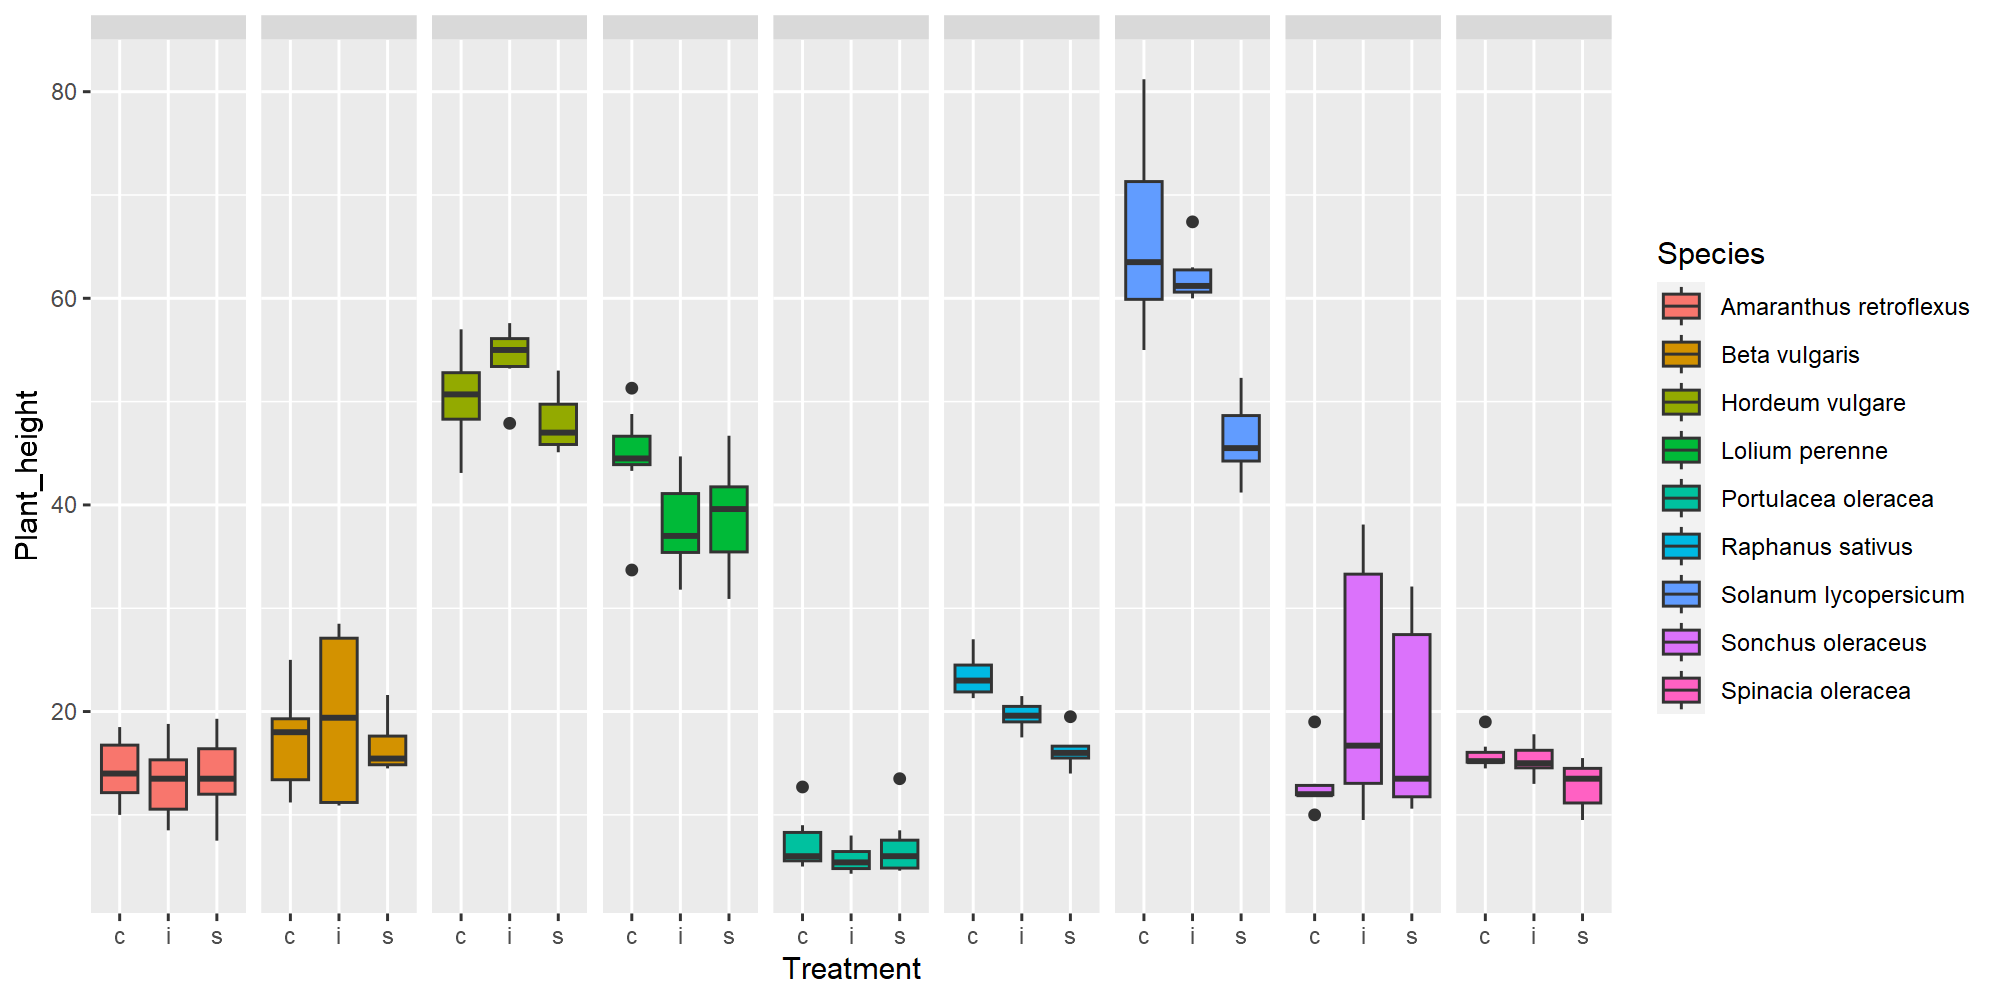 80
60
40
20
Plant_height
c i s c i s c i s c i s c i s c i s c i s c i s c i s
Treatment
Species
Amaranthus retroflexus
Beta vulgaris
Hordeum vulgare
Lolium perenne
Portulacea oleracea
Raphanus sativus
Solanum lycopersicum
Sonchus oleraceus
Spinacia oleracea